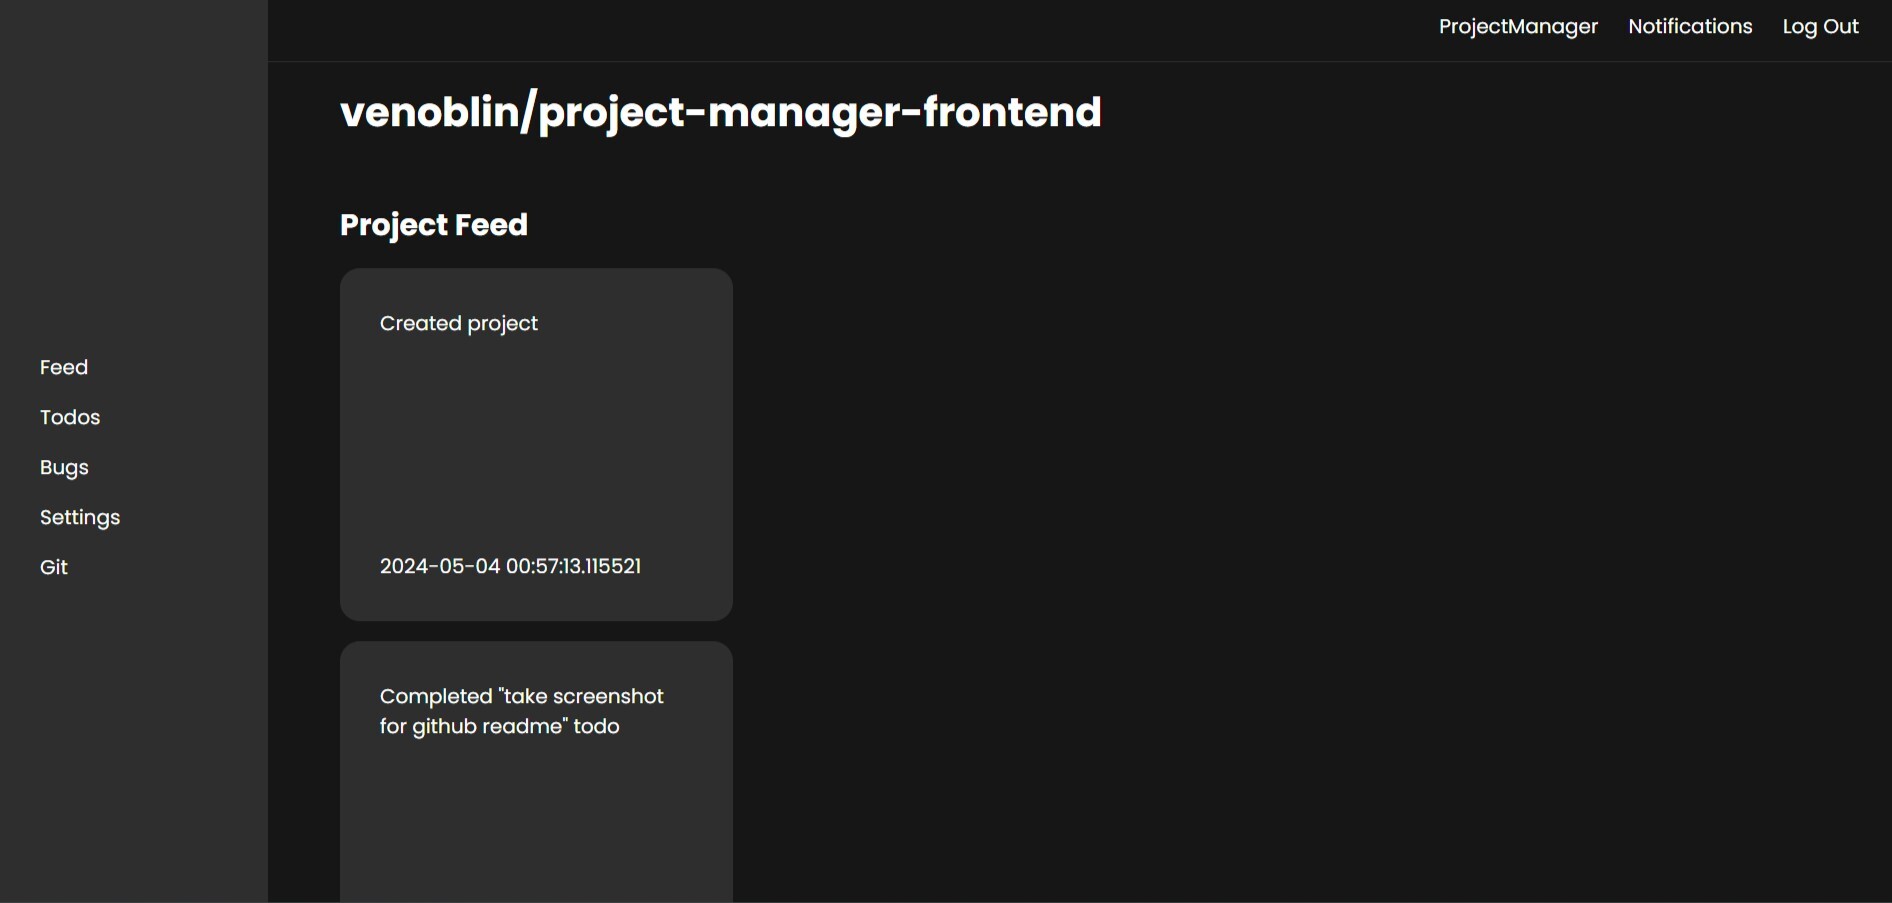 ProjectManager Notifications Log Out
venoblin/project-manager-frontend
Project Feed
Created project
2024-05-04 00:57:13.115521
Completed "take screenshot
for github readme" todo
Feed
Todos
Bugs
Settings
Git